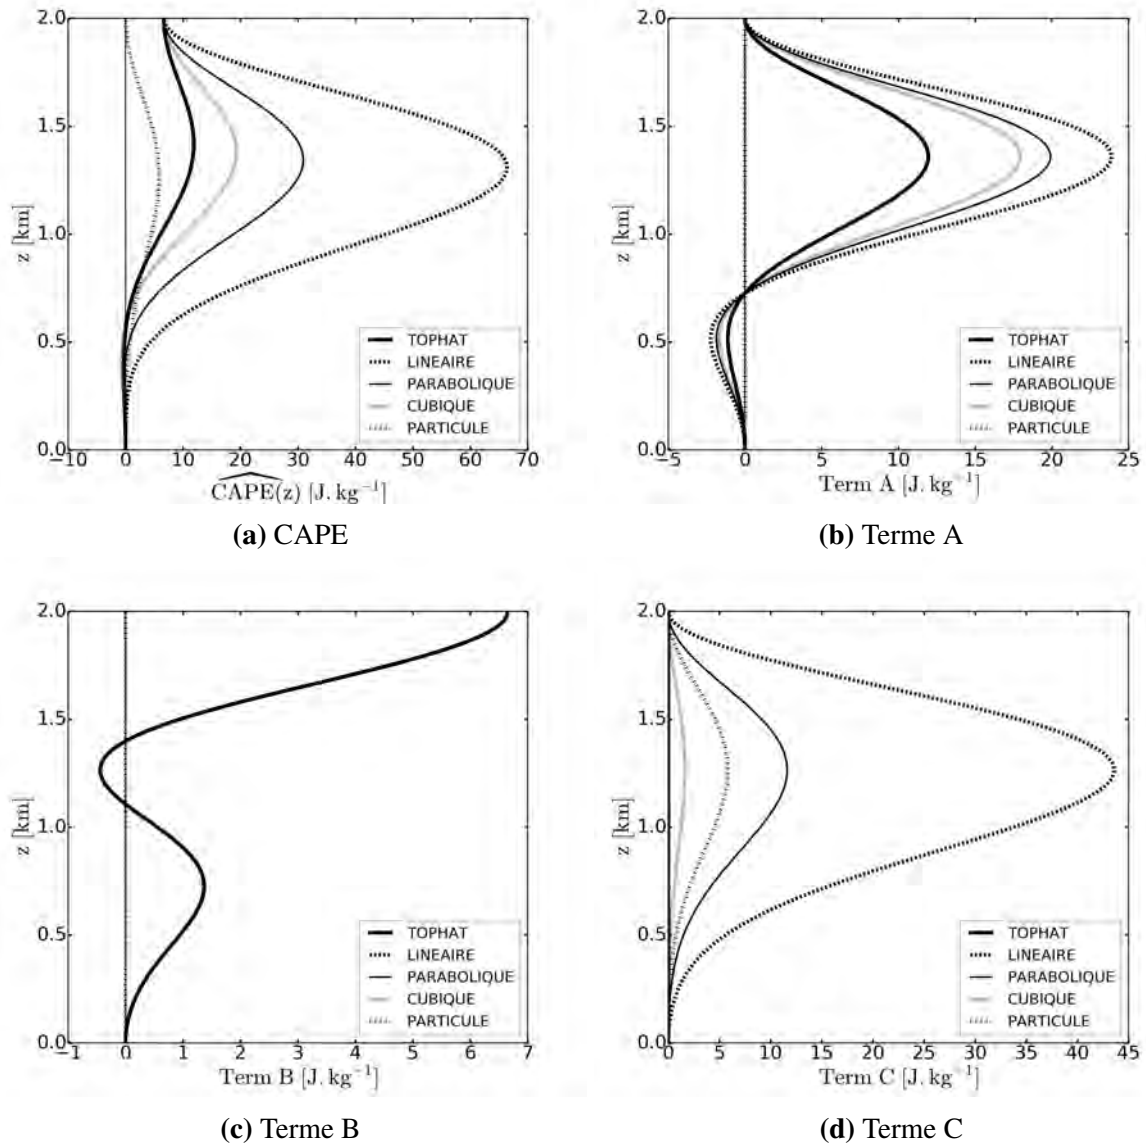 2.0
1.5
1.0
0.5
0.0
z [km]
TOPHAT
LINEAIRE
PARABOLIQUE
CUBIQUE
PARTICULE
−10 0 10 20 30 40 50 60 70
CAPE(z) [J. kg⁻¹]
(a) CAPE
2.0
1.5
1.0
0.5
0.0
z [km]
TOPHAT
LINEAIRE
PARABOLIQUE
CUBIQUE
PARTICULE
−5 0 5 10 15 20 25
Term A [J. kg⁻¹]
(b) Terme A
2.0
1.5
1.0
0.5
0.0
z [km]
TOPHAT
LINEAIRE
PARABOLIQUE
CUBIQUE
PARTICULE
−1 0 1 2 3 4 5 6 7
Term B [J. kg⁻¹]
(c) Terme B
2.0
1.5
1.0
0.5
0.0
z [km]
TOPHAT
LINEAIRE
PARABOLIQUE
CUBIQUE
PARTICULE
0 5 10 15 20 25 30 35 40 45
Term C [J. kg⁻¹]
(d) Terme C